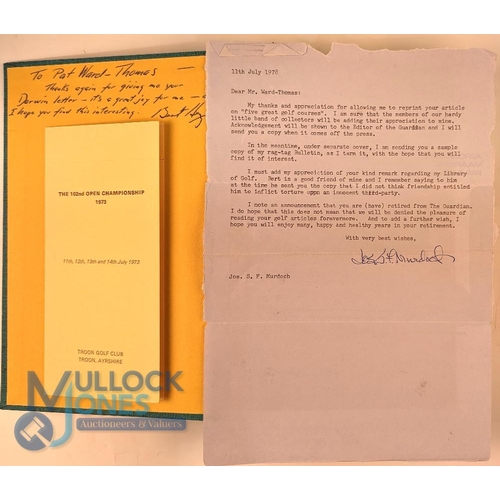 To Pat Ward-Thomas —
Thanks again for giving me your
Darwin letter — it's a great joy for me — a
I hope you find this interesting. Bert
THE 102nd OPEN CHAMPIONSHIP
1973
11th, 12th, 13th and 14th July 1973
TROON GOLF CLUB
TROON, AYRSHIRE
11th July 1978
Dear Mr. Ward-Thomas:
My thanks and appreciation for allowing me to reprint your article
on "five great golf courses". I am sure that the members of our hardy
little band of collectors will be adding their appreciation to mine.
Acknowledgement will be shown to the Editor of the Guardian and I will
send you a copy when it comes off the press.
In the meantime, under separate cover, I am sending you a sample
copy of my rag-tag Bulletin, as I term it, with the hope that you will
find it of interest.
I must add my appreciation of your kind remark regarding my Library
of Golf. Bert is a good friend of mine and I remember saying to him
at the time he sent you the copy that I did not think friendship entitled
him to inflict torture upon an innocent third-party.
I note an announcement that you are (have) retired from The Guardian.
I do hope that this does not mean that we will be denied the pleasure of
reading your golf articles forevermore. And to add a further wish, I
hope you will enjoy many, happy and healthy years in your retirement.
With very best wishes,
Jos. S. F. Murdoch
Jos. S. F. Murdoch
MULLOCK
JONES
Auctioneers & Valuers